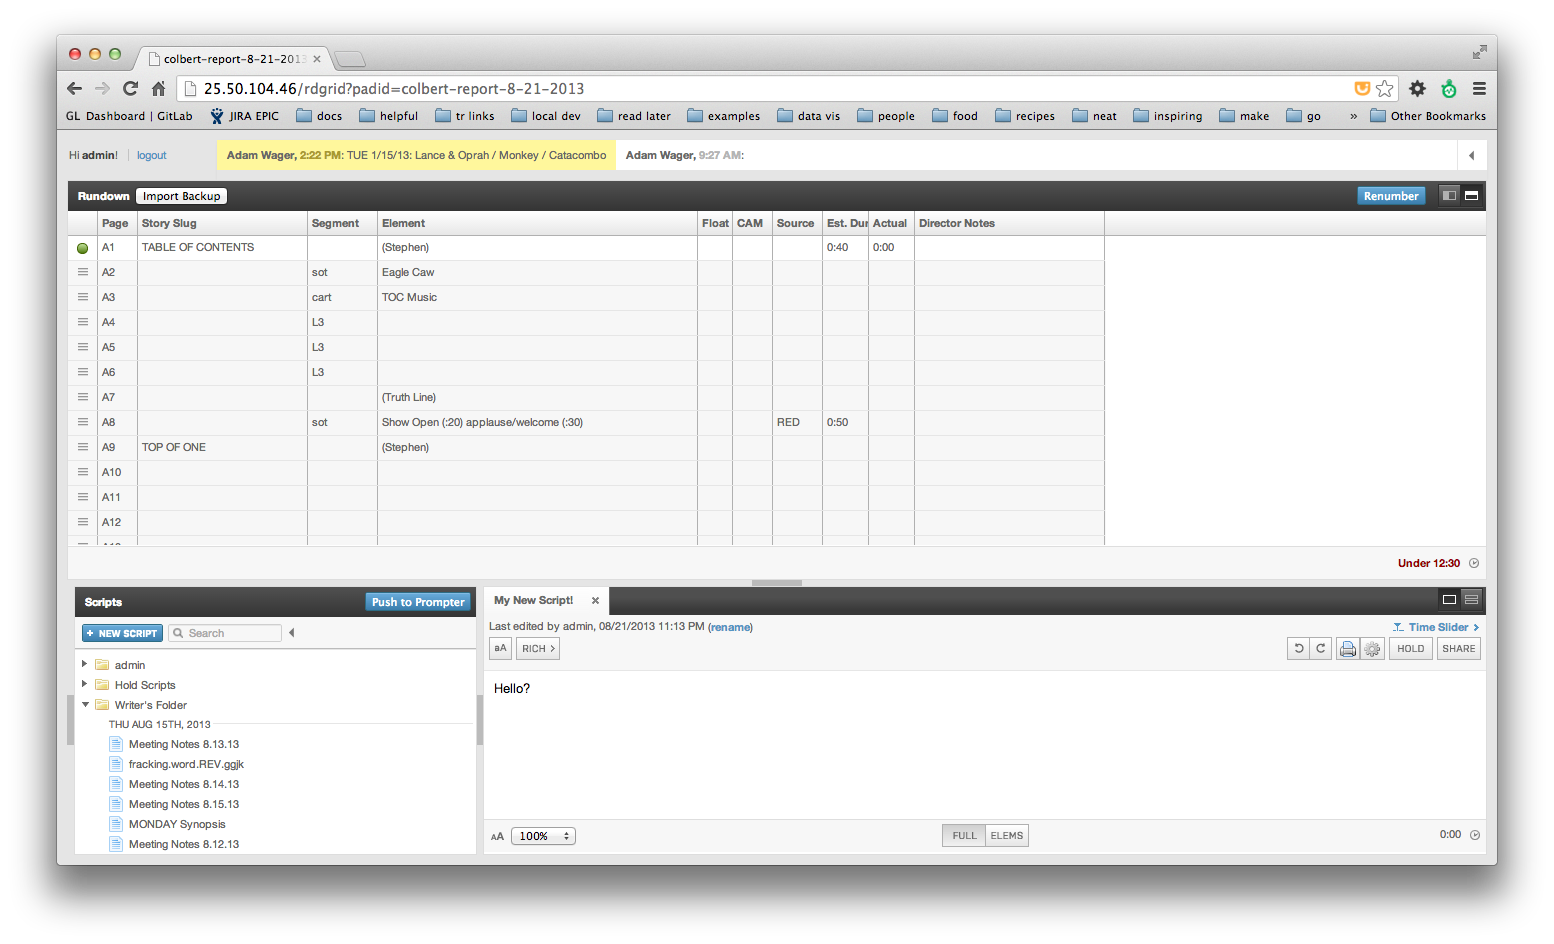 colbert-report-8-21-2013
25.50.104.46/rdgrid?padid=colbert-report-8-21-2013
GL Dashboard | GitLab JIRA EPIC docs helpful tr links local dev read later examples data vis people food recipes neat inspiring make go » Other Bookmarks
Hi admin! logout Adam Wager, 2:22 PM: TUE 1/15/13: Lance & Oprah / Monkey / Catacombo Adam Wager, 9:27 AM:
Rundown Import Backup Renumber
Page Story Slug Segment Element Float CAM Source Est. Dur Actual Director Notes
A1 TABLE OF CONTENTS (Stephen) 0:40 0:00
A2 sot Eagle Caw
A3 cart TOC Music
A4 L3
A5 L3
A6 L3
A7 (Truth Line)
A8 sot Show Open (:20) applause/welcome (:30) RED 0:50
A9 TOP OF ONE (Stephen)
A10
A11
A12
Under 12:30
Scripts Push to Prompter
+ NEW SCRIPT Search
admin
Hold Scripts
Writer's Folder
THU AUG 15TH, 2013
Meeting Notes 8.13.13
fracking.word.REV.ggjk
Meeting Notes 8.14.13
Meeting Notes 8.15.13
MONDAY Synopsis
Meeting Notes 8.12.13
My New Script!
Last edited by admin, 08/21/2013 11:13 PM (rename) Time Slider >
aA RICH > HOLD SHARE
Hello?
AA 100% FULL ELEMS 0:00